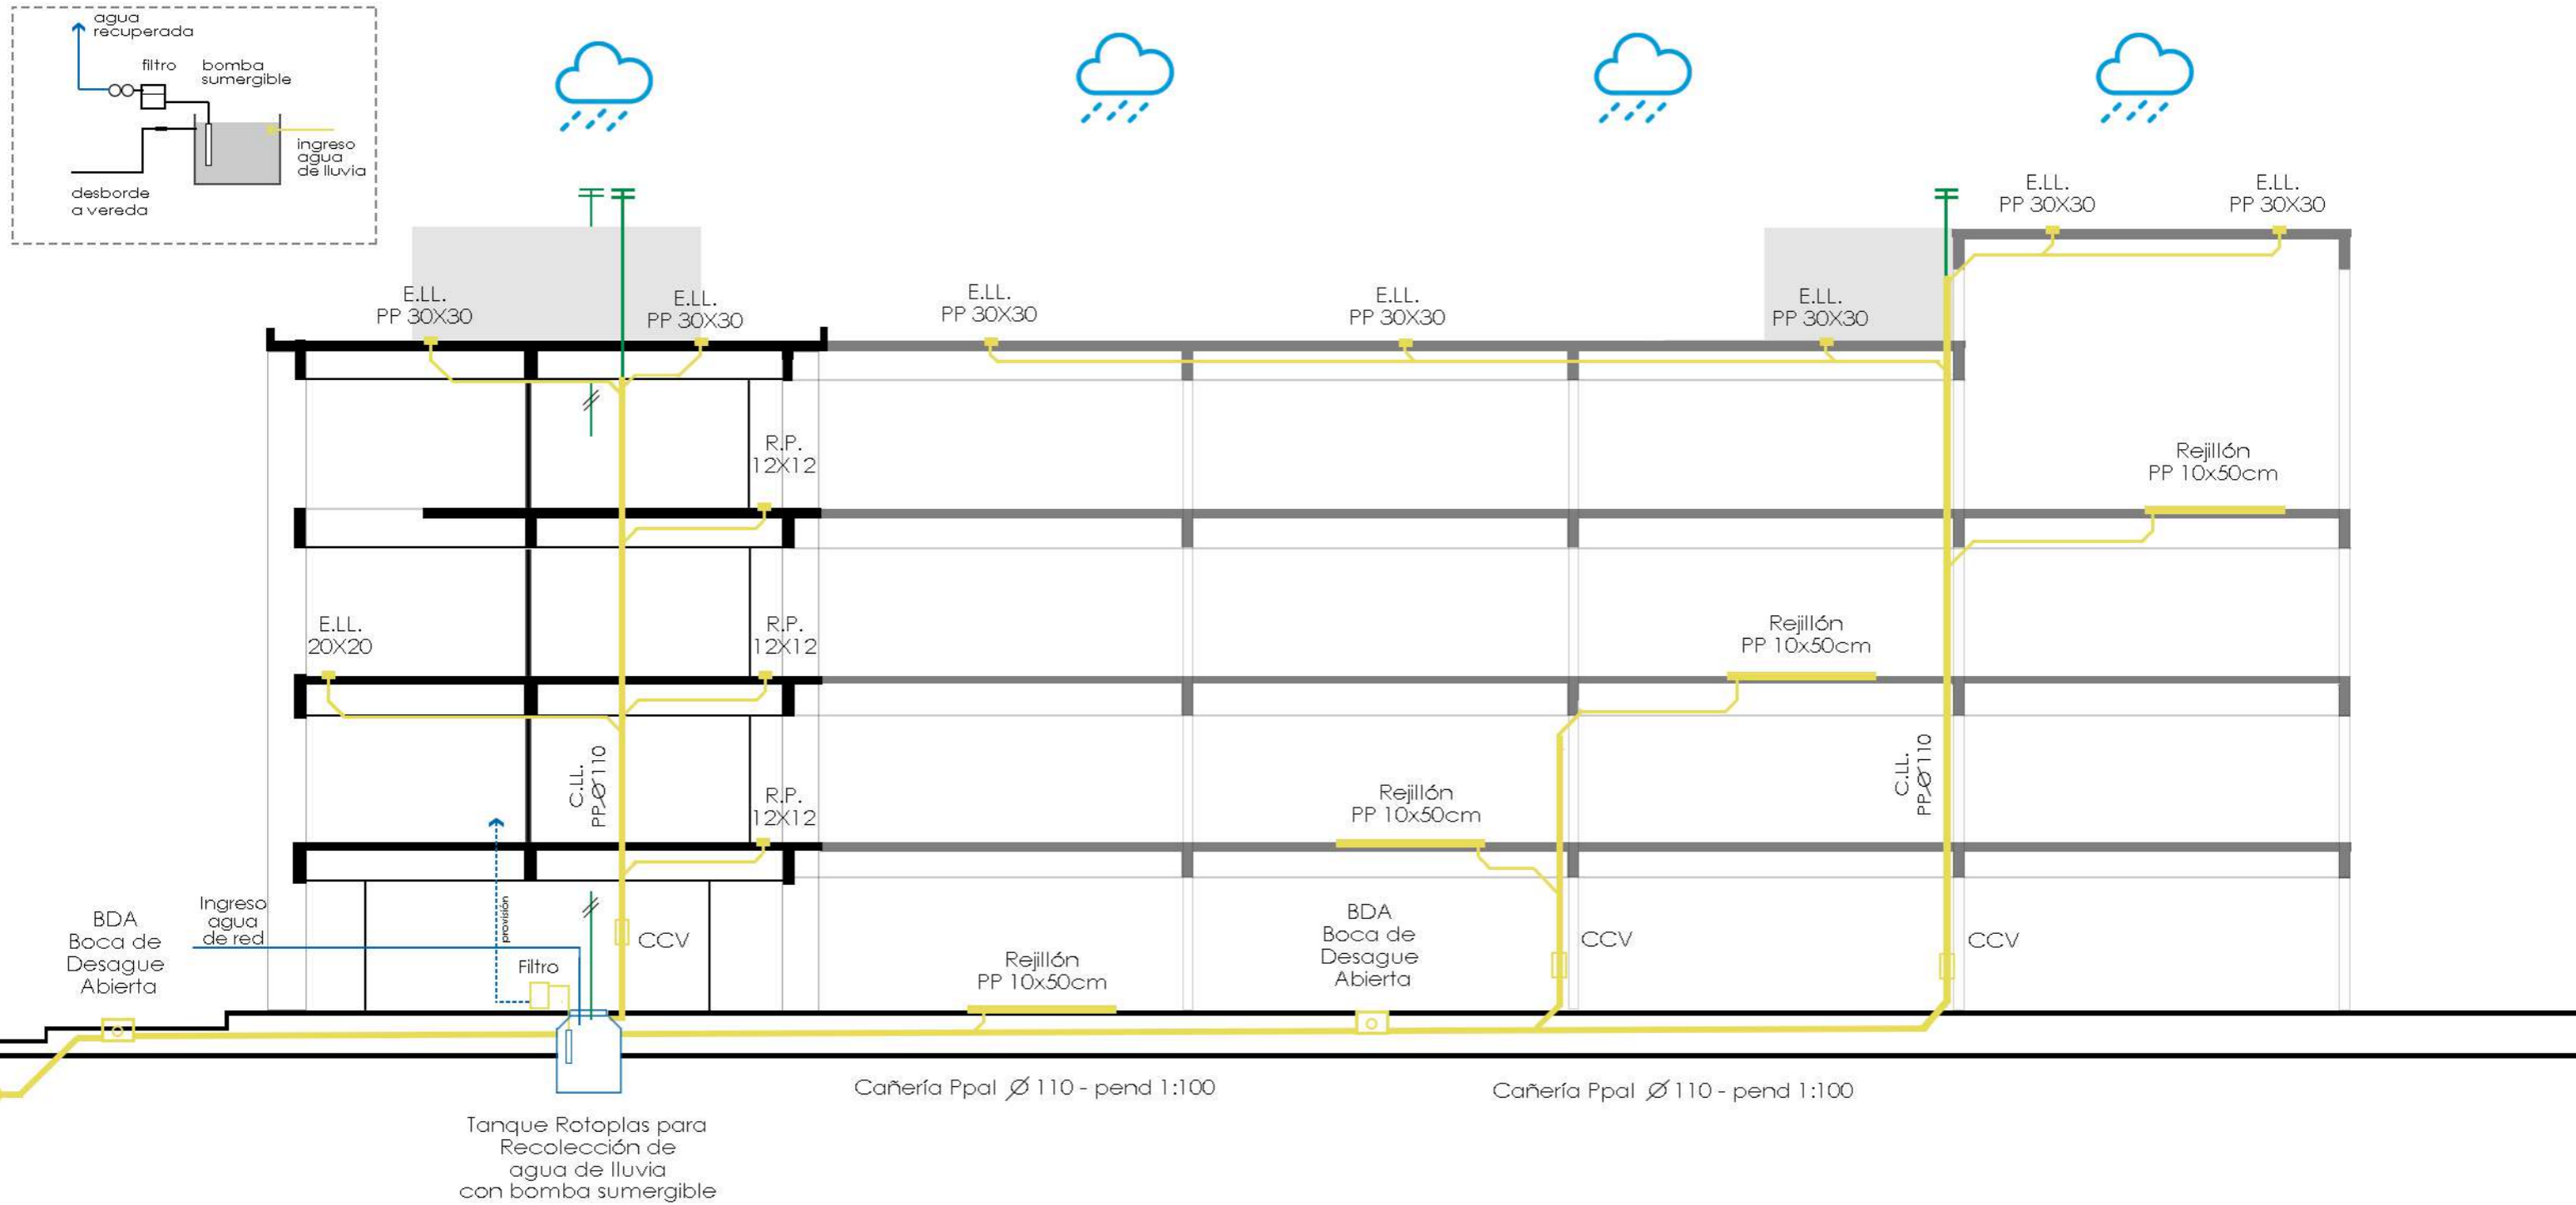 agua
recuperada
filtro
bomba
sumergible
ingreso
agua
de lluvia
desborde
a vereda
E.LL.
PP 30X30
E.LL.
PP 30X30
E.LL.
PP 30X30
E.LL.
PP 30X30
E.LL.
PP 30X30
E.LL.
PP 30X30
E.LL.
PP 30X30
R.P.
12X12
Rejillón
PP 10x50cm
E.LL.
20X20
R.P.
12X12
Rejillón
PP 10x50cm
C.LL.
PP Ø 110
R.P.
12X12
Rejillón
PP 10x50cm
C.LL.
PP Ø 110
BDA
Boca de
Desague
Abierta
Ingreso
agua
de red
provisión
Filtro
CCV
Rejillón
PP 10x50cm
BDA
Boca de
Desague
Abierta
CCV
CCV
Cañería Ppal Ø 110 - pend 1:100
Cañería Ppal Ø 110 - pend 1:100
Tanque Rotoplas para
Recolección de
agua de lluvia
con bomba sumergible